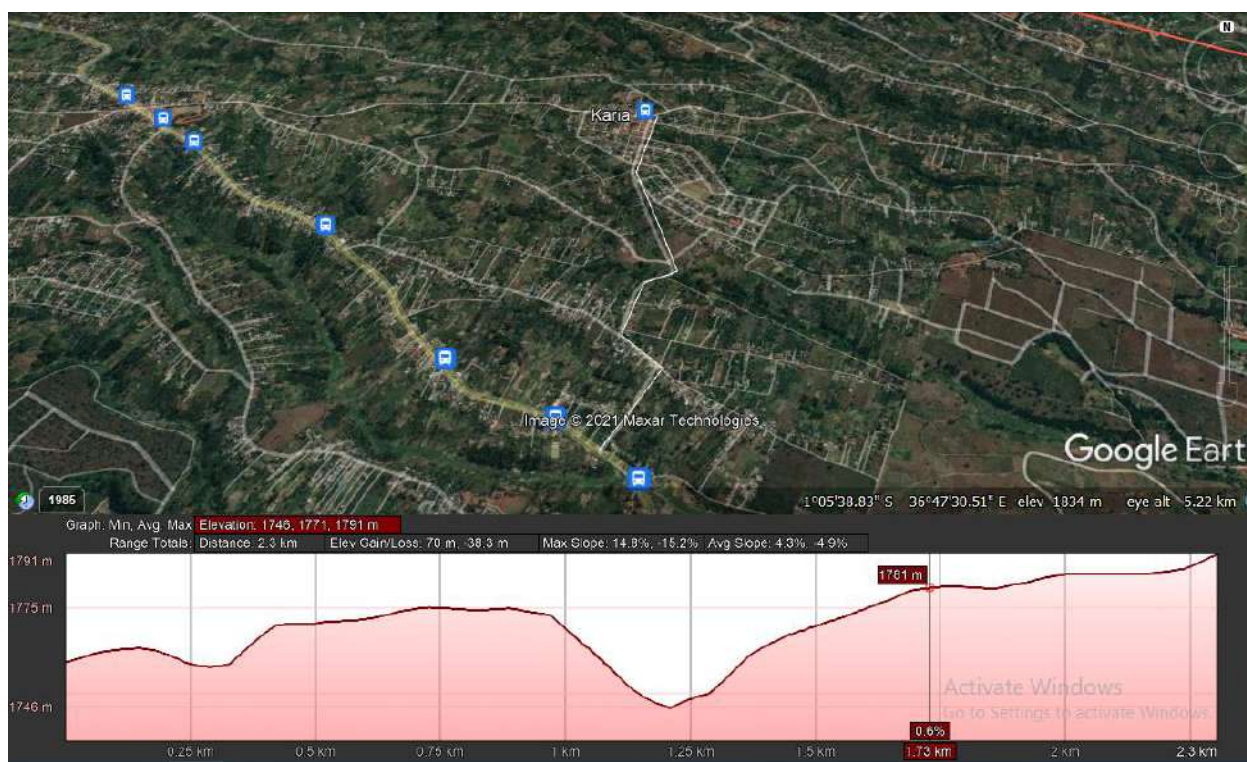 N
Karia
Image © 2021 Maxar Technologies
Google Eart
1985
1°05'38.83" S 36°47'30.51" E elev 1834 m eye alt 5.22 km
Graph: Min, Avg, Max Elevation: 1746, 1771, 1791 m
Range Totals: Distance: 2.3 km Elev Gain/Loss: 70 m, -38.3 m Max Slope: 14.8%, -15.2% Avg Slope: 4.3%, -4.9%
1791 m
1781 m
1775 m
Activate Windows
1746 m
Go to Settings to activate Windows.
0.6%
0.25 km 0.5 km 0.75 km 1 km 1.25 km 1.5 km 1.73 km 2 km 2.3 km